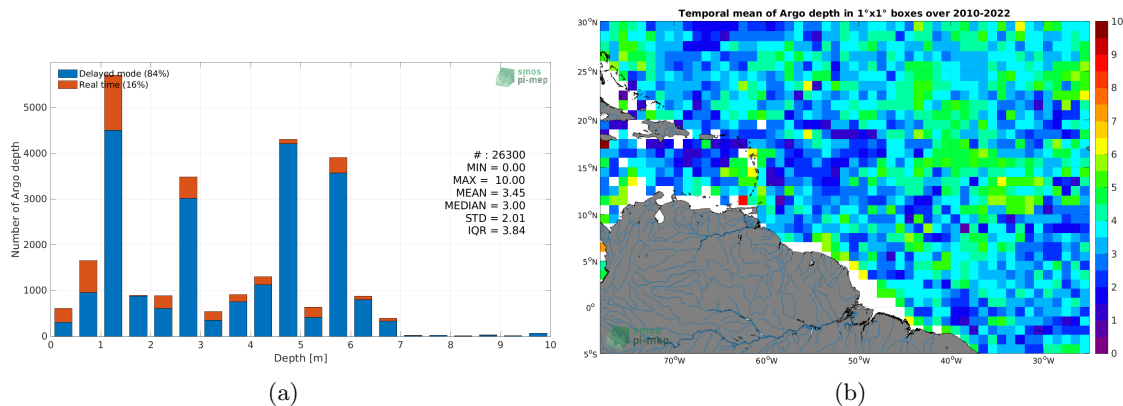 Delayed mode (84%)
Real time (16%)
smos
pi-mep
# : 26300
MIN = 0.00
MAX = 10.00
MEAN = 3.45
MEDIAN = 3.00
STD = 2.01
IQR = 3.84
Number of Argo depth
5000
4000
3000
2000
1000
0
0 1 2 3 4 5 6 7 8 9 10
Depth [m]
(a)
Temporal mean of Argo depth in 1°x1° boxes over 2010-2022
30°N
25°N
20°N
15°N
10°N
5°N
0°
5°S
70°W 60°W 50°W 40°W 30°W
10
9
8
7
6
5
4
3
2
1
0
smos
pi-mep
(b)